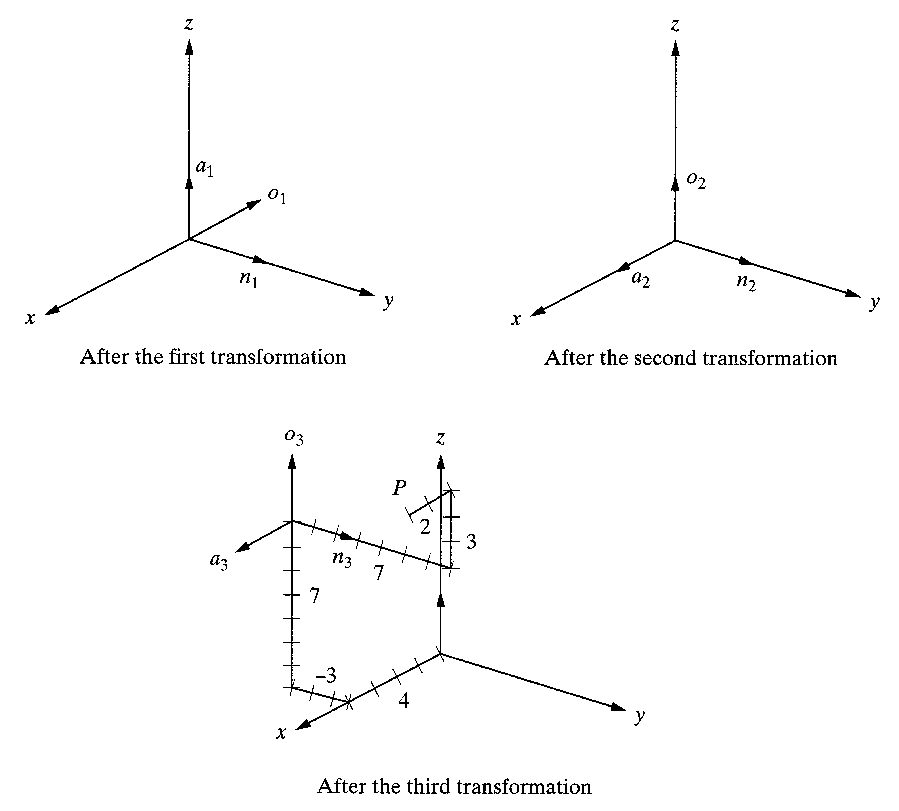 z
a1
o1
n1
y
x
After the first transformation
z
o2
a2
n2
y
x
After the second transformation
o3
z
P
2
3
a3
n3
7
7
-3
4
x
y
After the third transformation